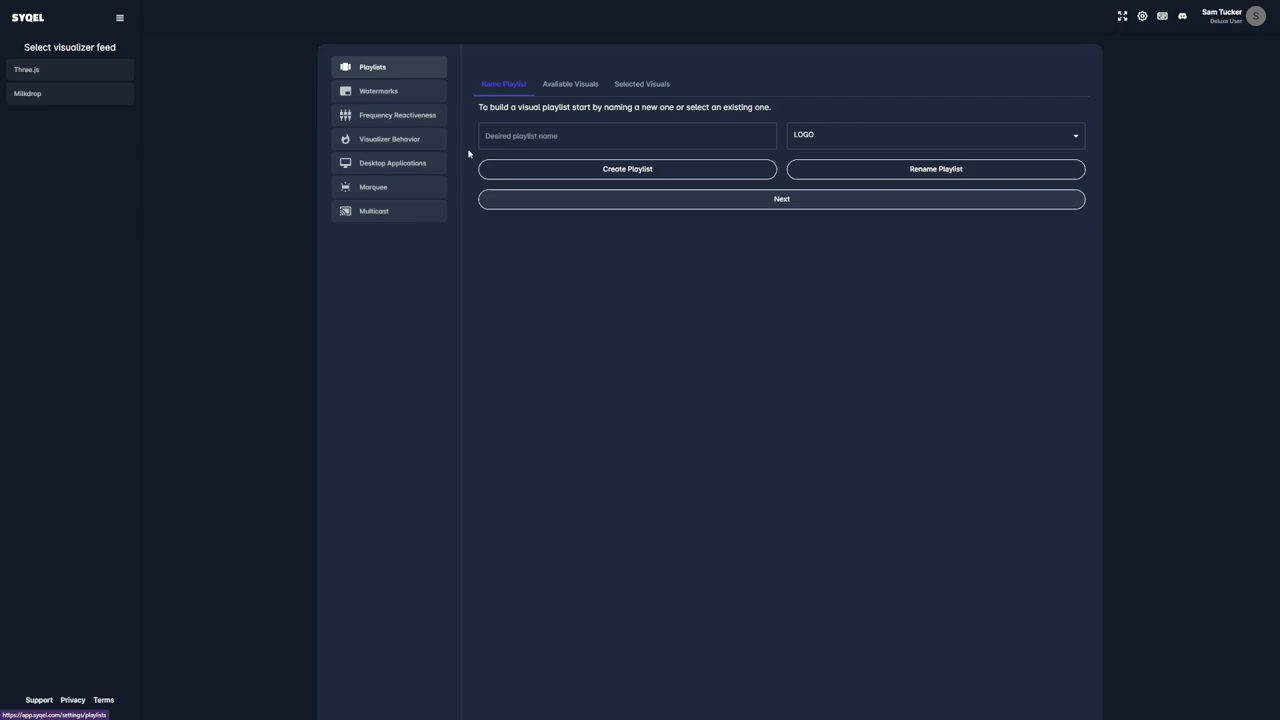 SYQEL
Select visualizer feed
Three.js
Milkdrop
Sam Tucker
Deluxe User
S
Playlists
Watermarks
Frequency Reactiveness
Visualizer Behavior
Desktop Applications
Marquee
Multicast
Name Playlist Available Visuals Selected Visuals
To build a visual playlist start by naming a new one or select an existing one.
Desired playlist name LOGO
Create Playlist Rename Playlist
Next
Support Privacy Terms
https://app.syqel.com/settings/playlists